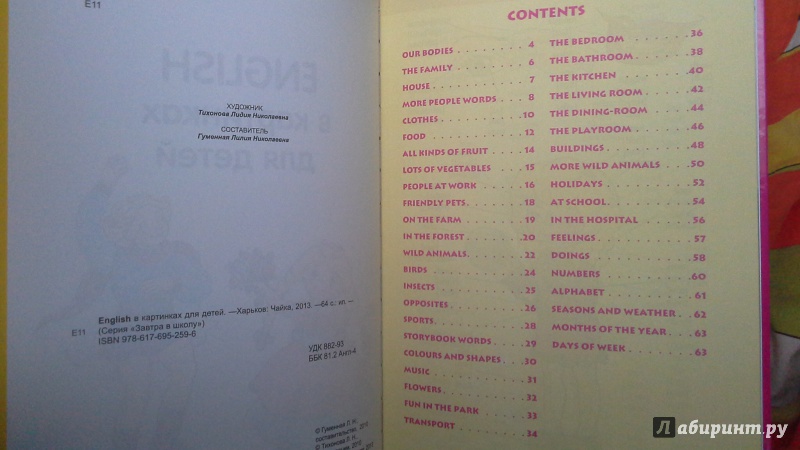 Е11
ХУДОЖНИК
Тихонова Лидия Николаевна
СОСТАВИТЕЛЬ
Гуменная Лилия Николаевна
English в картинках для детей. —Харьков: Чайка, 2013. —64 с.: ил. —
Е11 (Серия «Завтра в школу»)
ISBN 978-617-695-259-6
УДК 882-93
ББК 81.2 Англ-4
© Гуменная Л. Н.
составитель, 2010
© Тихонова Л. Н.
CONTENTS
OUR BODIES . . . . . . . 4
THE FAMILY . . . . . . . 6
HOUSE . . . . . . . 7
MORE PEOPLE WORDS . . . . 8
CLOTHES . . . . . . . 10
FOOD . . . . . . . 12
ALL KINDS OF FRUIT . . . . 14
LOTS OF VEGETABLES . . . . 15
PEOPLE AT WORK . . . . . 16
FRIENDLY PETS . . . . . . 18
ON THE FARM . . . . . . 19
IN THE FOREST . . . . . . 20
WILD ANIMALS . . . . . . 22
BIRDS . . . . . . . 24
INSECTS . . . . . . . 25
OPPOSITES . . . . . . . 26
SPORTS . . . . . . . 28
STORYBOOK WORDS . . . . 29
COLOURS AND SHAPES . . . 30
MUSIC . . . . . . . 31
FLOWERS . . . . . . . 32
FUN IN THE PARK . . . . . 33
TRANSPORT . . . . . . . 34
THE BEDROOM . . . . . . 36
THE BATHROOM . . . . . . 38
THE KITCHEN . . . . . . 40
THE LIVING ROOM . . . . . 42
THE DINING-ROOM . . . . . 44
THE PLAYROOM . . . . . . 46
BUILDINGS . . . . . . . 48
MORE WILD ANIMALS . . . . 50
HOLIDAYS . . . . . . . 52
AT SCHOOL . . . . . . . 54
IN THE HOSPITAL . . . . . 56
FEELINGS . . . . . . . 57
DOINGS . . . . . . . 58
NUMBERS . . . . . . . 60
ALPHABET . . . . . . . 61
SEASONS AND WEATHER . . 62
MONTHS OF THE YEAR . . . 63
DAYS OF WEEK . . . . . . 63
Лабиринт.ру